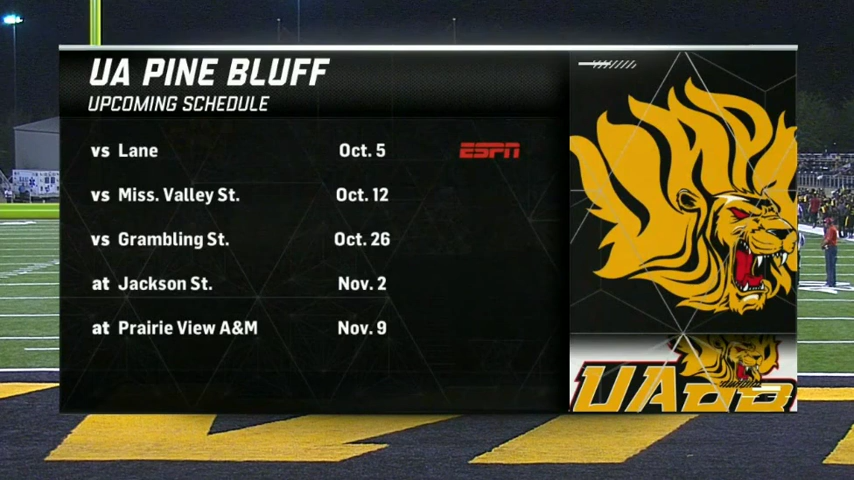 UA PINE BLUFF
UPCOMING SCHEDULE
vs Lane Oct. 5 ESPN
vs Miss. Valley St. Oct. 12
vs Grambling St. Oct. 26
at Jackson St. Nov. 2
at Prairie View A&M Nov. 9
UAPB
UAPB